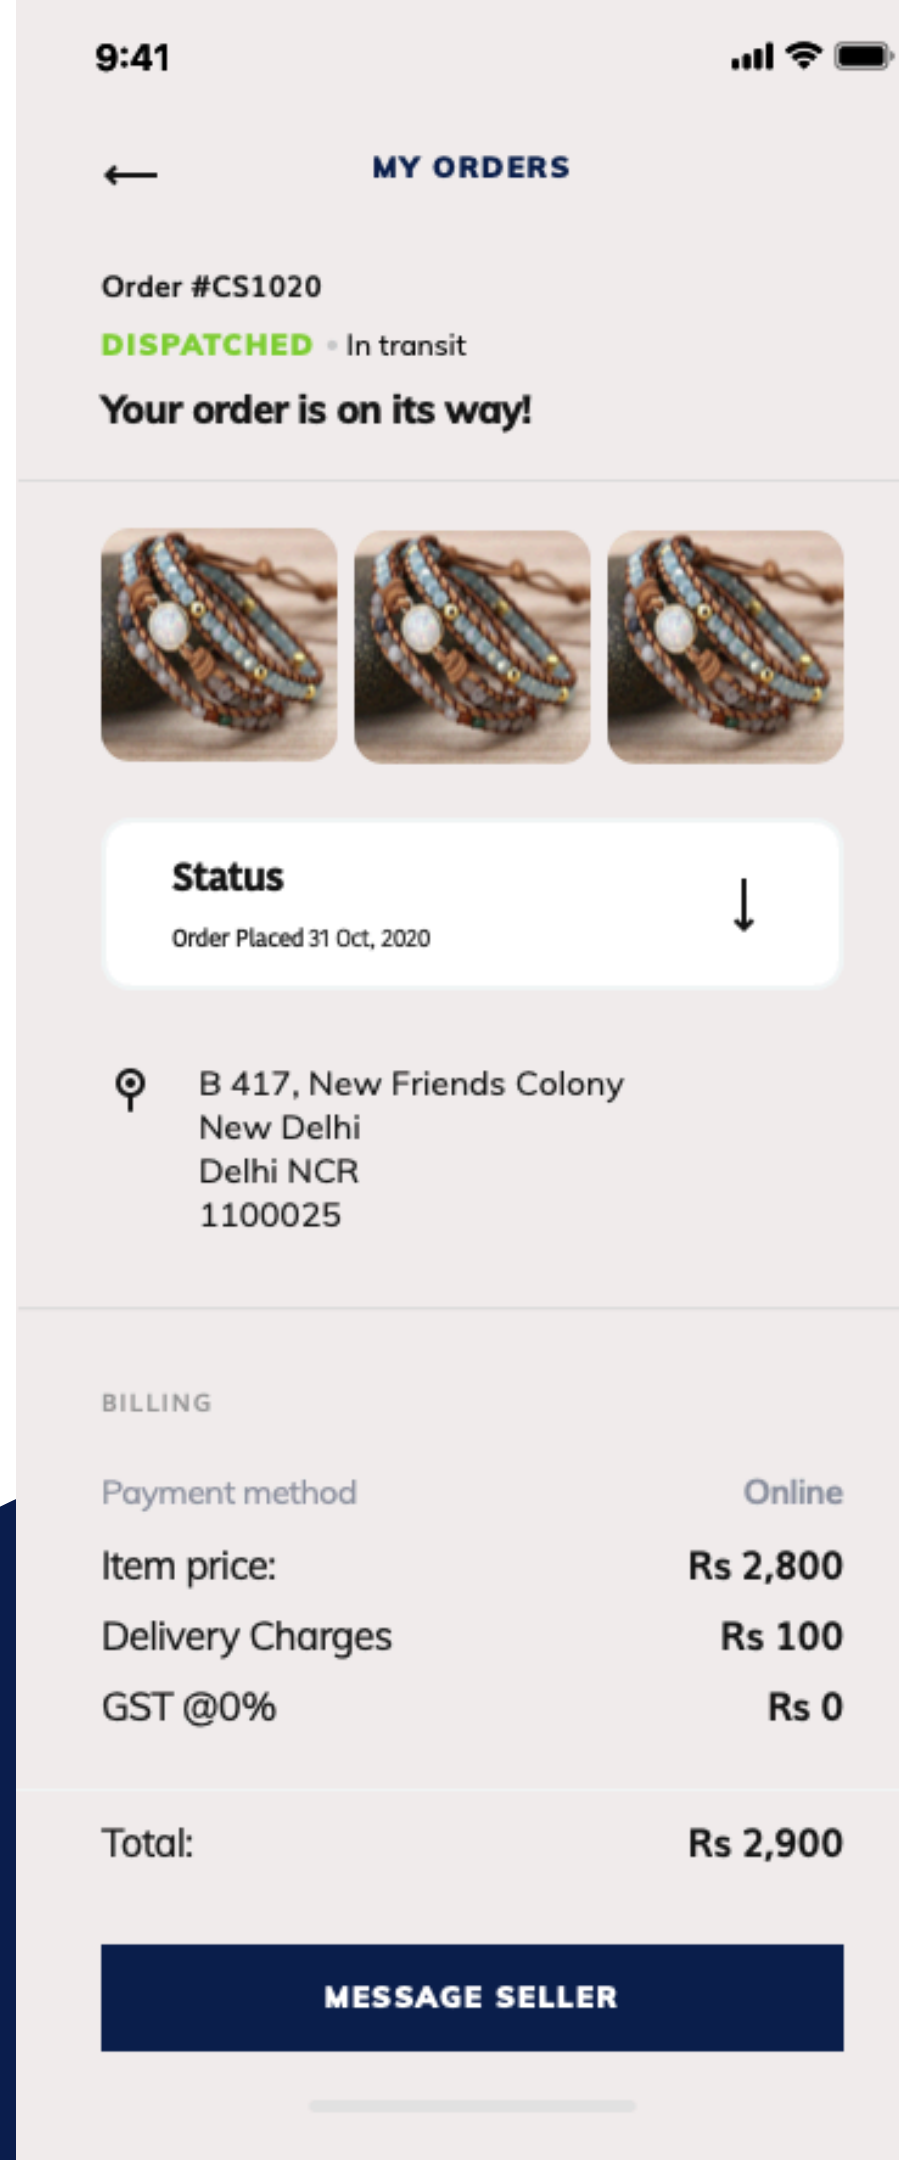 9:41
MY ORDERS
Order #CS1020
DISPATCHED • In transit
Your order is on its way!
Status
Order Placed 31 Oct, 2020
B 417, New Friends Colony
New Delhi
Delhi NCR
1100025
BILLING
Payment method Online
Item price: Rs 2,800
Delivery Charges Rs 100
GST @0% Rs 0
Total: Rs 2,900
MESSAGE SELLER